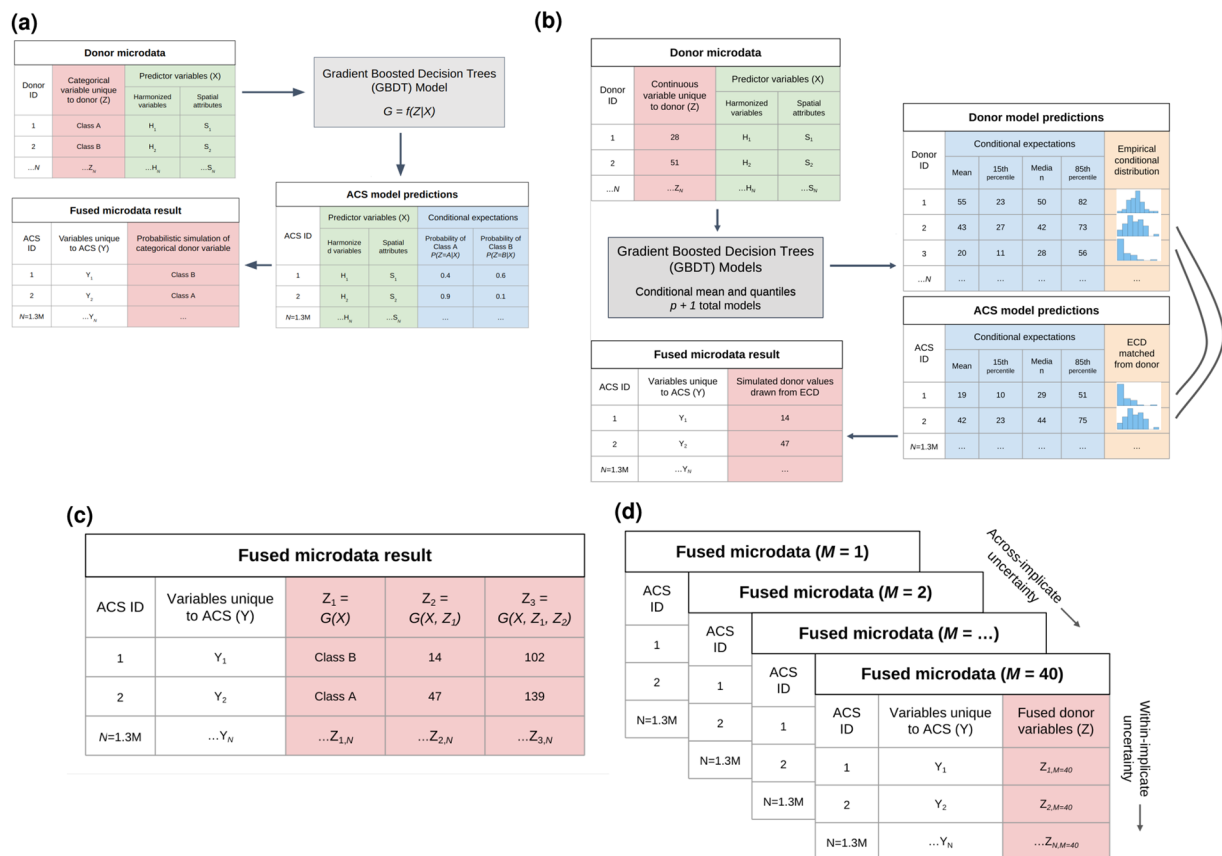 (a)
Donor microdata
Donor ID
Categorical variable unique to donor (Z)
Predictor variables (X)
Harmonized variables
Spatial attributes
1 Class A H1 S1
2 Class B H2 S2
…N …ZN …HN …SN
Gradient Boosted Decision Trees
(GBDT) Model
G = f(Z|X)
ACS model predictions
ACS ID
Predictor variables (X)
Conditional expectations
Harmonize
d variables
Spatial
attributes
Probability of
Class A
P(Z=A|X)
Probability of
Class B
P(Z=B|X)
1 H1 S1 0.4 0.6
2 H1 S2 0.9 0.1
N=1.3M …HN …SN … …
Fused microdata result
ACS
ID
Variables unique
to ACS (Y)
Probabilistic simulation of
categorical donor variable
1 Y1 Class B
2 Y2 Class A
N=1.3M …YN …
(b)
Donor microdata
Donor
ID
Continuous
variable unique
to donor (Z)
Predictor variables (X)
Harmonized
variables
Spatial
attributes
1 28 H1 S1
2 51 H2 S2
…N …ZN …HN …SN
Gradient Boosted Decision Trees
(GBDT) Models
Conditional mean and quantiles
p + 1 total models
Donor model predictions
Donor
ID
Conditional expectations
Empirical
conditional
distribution
Mean
15th
percentile
Media
n
85th
percentile
1 55 23 50 82
2 43 27 42 73
3 20 11 28 56
…N … … … … …
ACS model predictions
ACS
ID
Conditional expectations
ECD
matched
from donor
Mean
15th
percentile
Media
n
85th
percentile
1 19 10 29 51
2 42 23 44 75
N=1.3M … … … … …
Fused microdata result
ACS ID
Variables unique
to ACS (Y)
Simulated donor values
drawn from ECD
1 Y1 14
2 Y2 47
N=1.3M …YN …
(c)
Fused microdata result
ACS ID
Variables unique
to ACS (Y)
Z1 =
G(X)
Z2 =
G(X, Z1)
Z3 =
G(X, Z1, Z2)
1 Y1 Class B 14 102
2 Y2 Class A 47 139
N=1.3M …YN …Z1,N …Z2,N …Z3,N
(d)
Fused microdata (M = 1)
ACS
ID
1
2
N=1.3M
Fused microdata (M = 2)
ACS
ID
1
2
N=1.3M
Fused microdata (M = …)
ACS
ID
1
2
N=1.3M
Fused microdata (M = 40)
ACS
ID
Variables unique
to ACS (Y)
Fused donor
variables (Z)
1 Y1 Z1,M=40
2 Y2 Z2,M=40
N=1.3M …YN …ZN,M=40
Across-implicate
uncertainty
Within-implicate
uncertainty